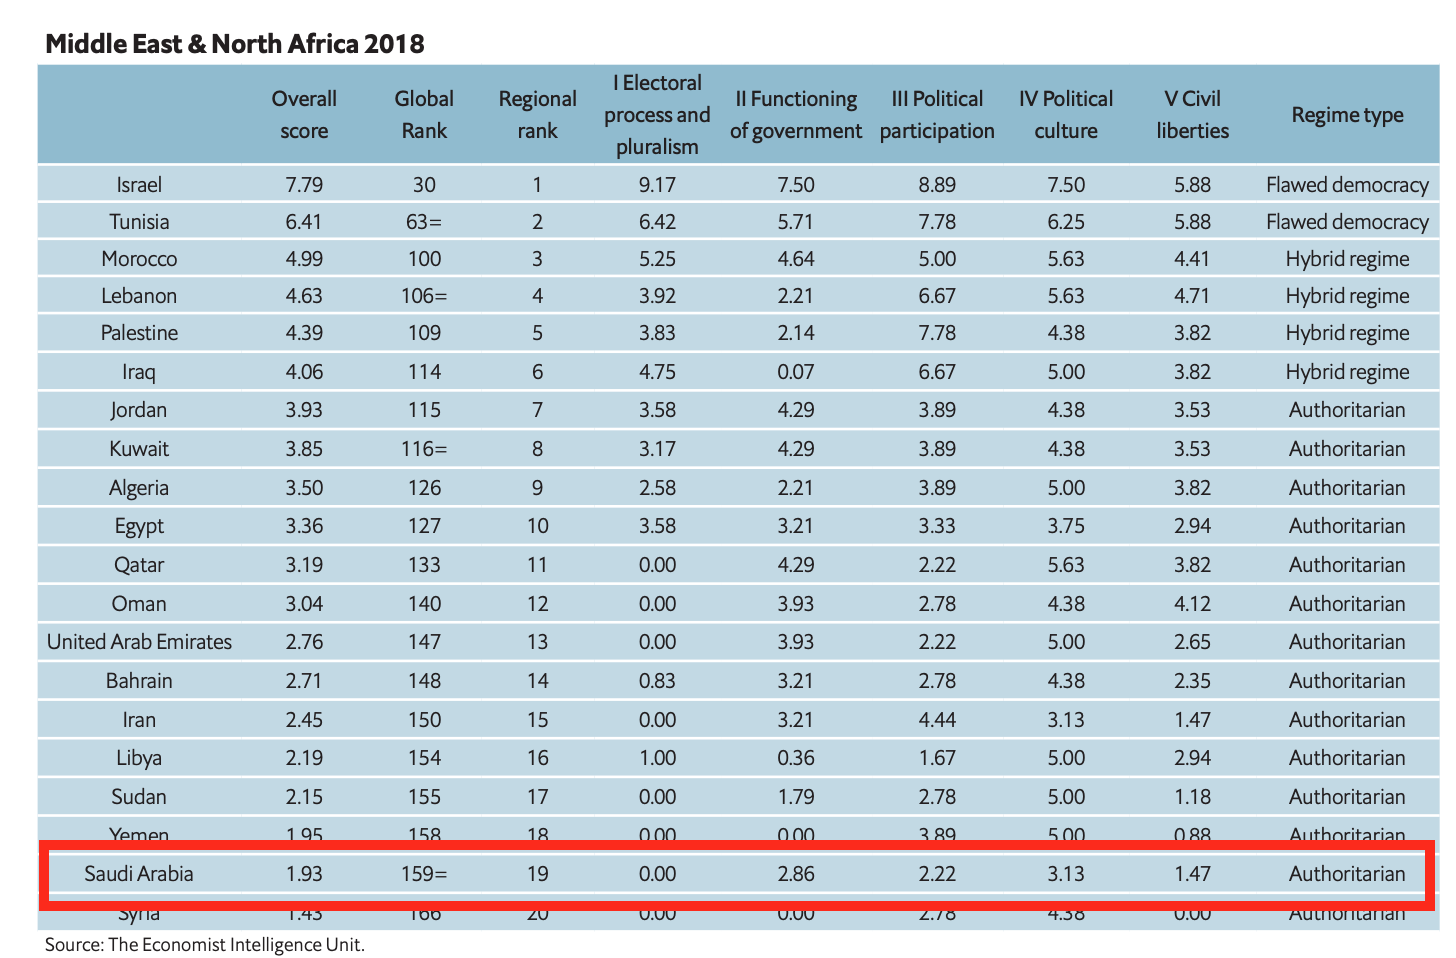 Middle East & North Africa 2018
Overall score Global Rank Regional rank I Electoral process and pluralism II Functioning of government III Political participation IV Political culture V Civil liberties Regime type
Israel 7.79 30 1 9.17 7.50 8.89 7.50 5.88 Flawed democracy
Tunisia 6.41 63= 2 6.42 5.71 7.78 6.25 5.88 Flawed democracy
Morocco 4.99 100 3 5.25 4.64 5.00 5.63 4.41 Hybrid regime
Lebanon 4.63 106= 4 3.92 2.21 6.67 5.63 4.71 Hybrid regime
Palestine 4.39 109 5 3.83 2.14 7.78 4.38 3.82 Hybrid regime
Iraq 4.06 114 6 4.75 0.07 6.67 5.00 3.82 Hybrid regime
Jordan 3.93 115 7 3.58 4.29 3.89 4.38 3.53 Authoritarian
Kuwait 3.85 116= 8 3.17 4.29 3.89 4.38 3.53 Authoritarian
Algeria 3.50 126 9 2.58 2.21 3.89 5.00 3.82 Authoritarian
Egypt 3.36 127 10 3.58 3.21 3.33 3.75 2.94 Authoritarian
Qatar 3.19 133 11 0.00 4.29 2.22 5.63 3.82 Authoritarian
Oman 3.04 140 12 0.00 3.93 2.78 4.38 4.12 Authoritarian
United Arab Emirates 2.76 147 13 0.00 3.93 2.22 5.00 2.65 Authoritarian
Bahrain 2.71 148 14 0.83 3.21 2.78 4.38 2.35 Authoritarian
Iran 2.45 150 15 0.00 3.21 4.44 3.13 1.47 Authoritarian
Libya 2.19 154 16 1.00 0.36 1.67 5.00 2.94 Authoritarian
Sudan 2.15 155 17 0.00 1.79 2.78 5.00 1.18 Authoritarian
Yemen 1.95 158 18 0.00 0.00 3.89 5.00 0.88 Authoritarian
Saudi Arabia 1.93 159= 19 0.00 2.86 2.22 3.13 1.47 Authoritarian
Syria 1.43 166 20 0.00 0.00 2.78 4.38 0.00 Authoritarian
Source: The Economist Intelligence Unit.